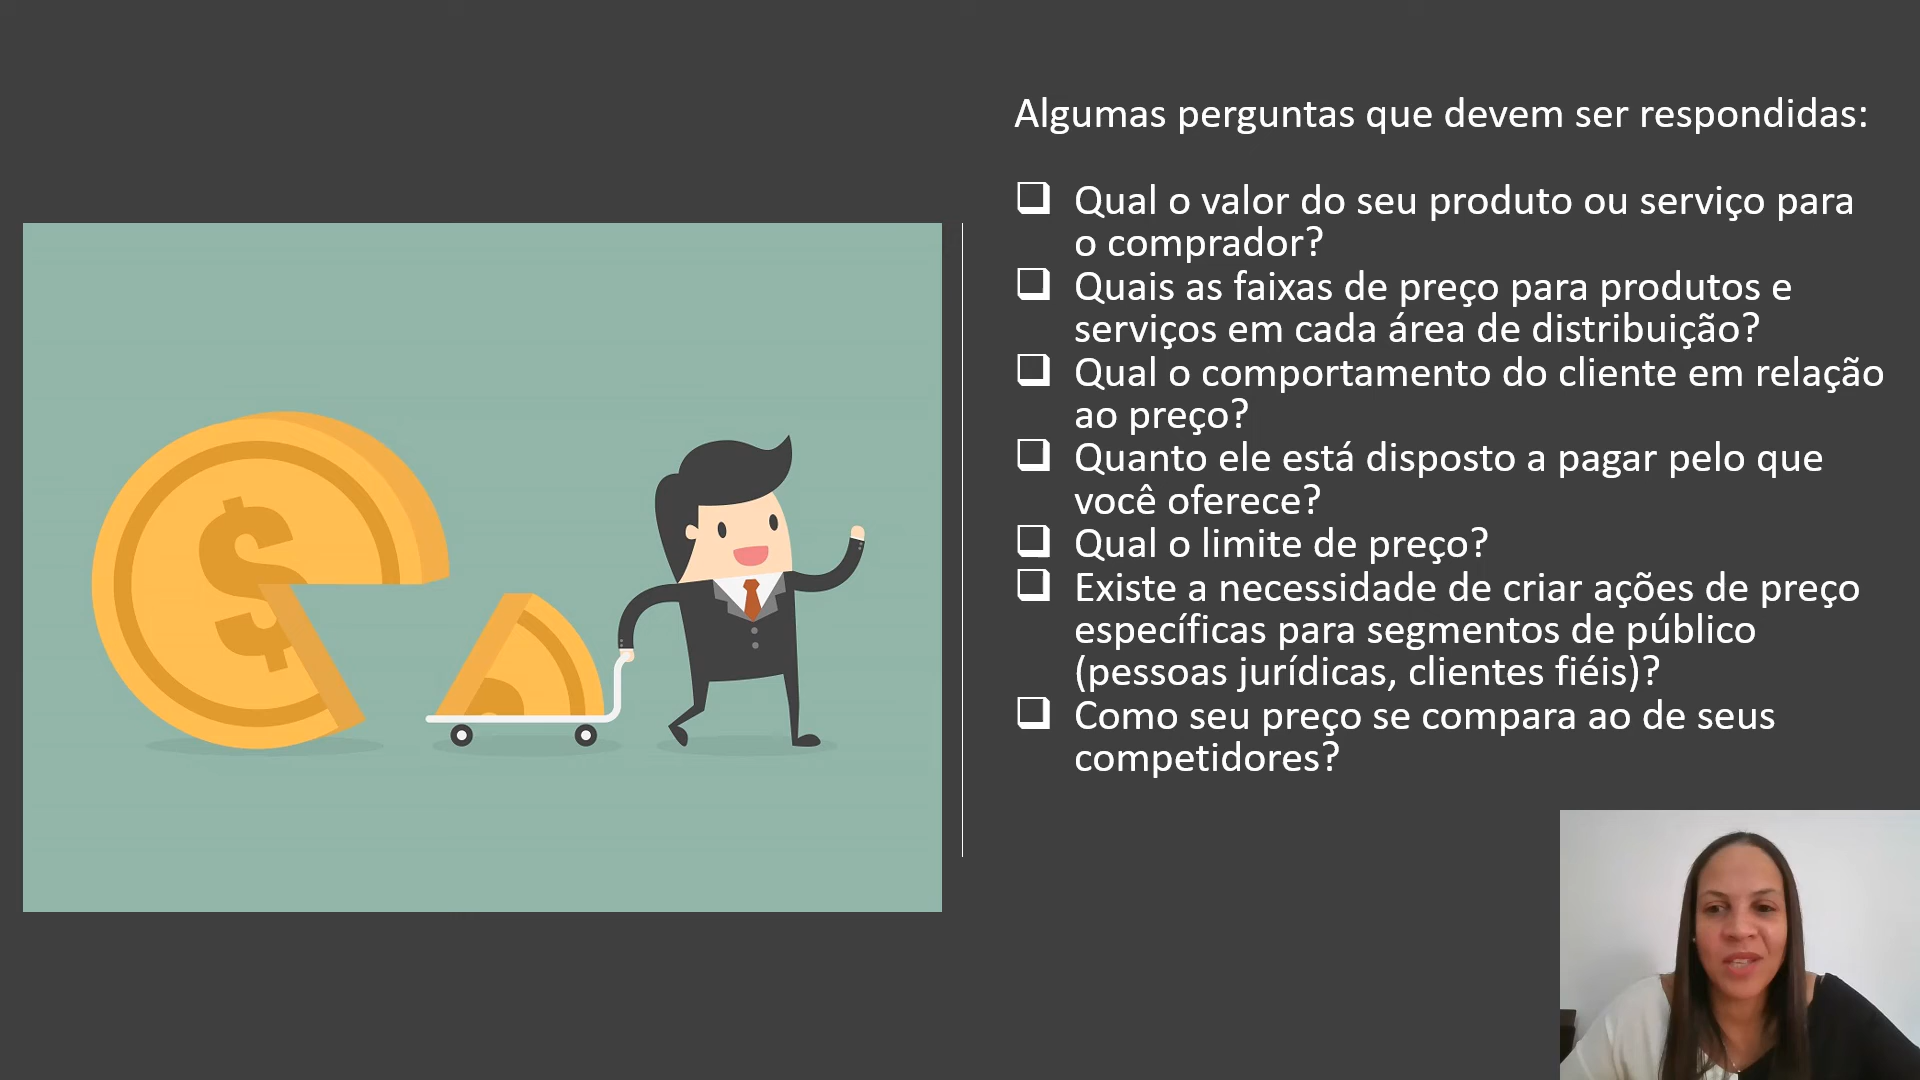 Algumas perguntas que devem ser respondidas:
❑ Qual o valor do seu produto ou serviço para
o comprador?
❑ Quais as faixas de preço para produtos e
serviços em cada área de distribuição?
❑ Qual o comportamento do cliente em relação
ao preço?
❑ Quanto ele está disposto a pagar pelo que
você oferece?
❑ Qual o limite de preço?
❑ Existe a necessidade de criar ações de preço
específicas para segmentos de público
(pessoas jurídicas, clientes fiéis)?
❑ Como seu preço se compara ao de seus
competidores?
$